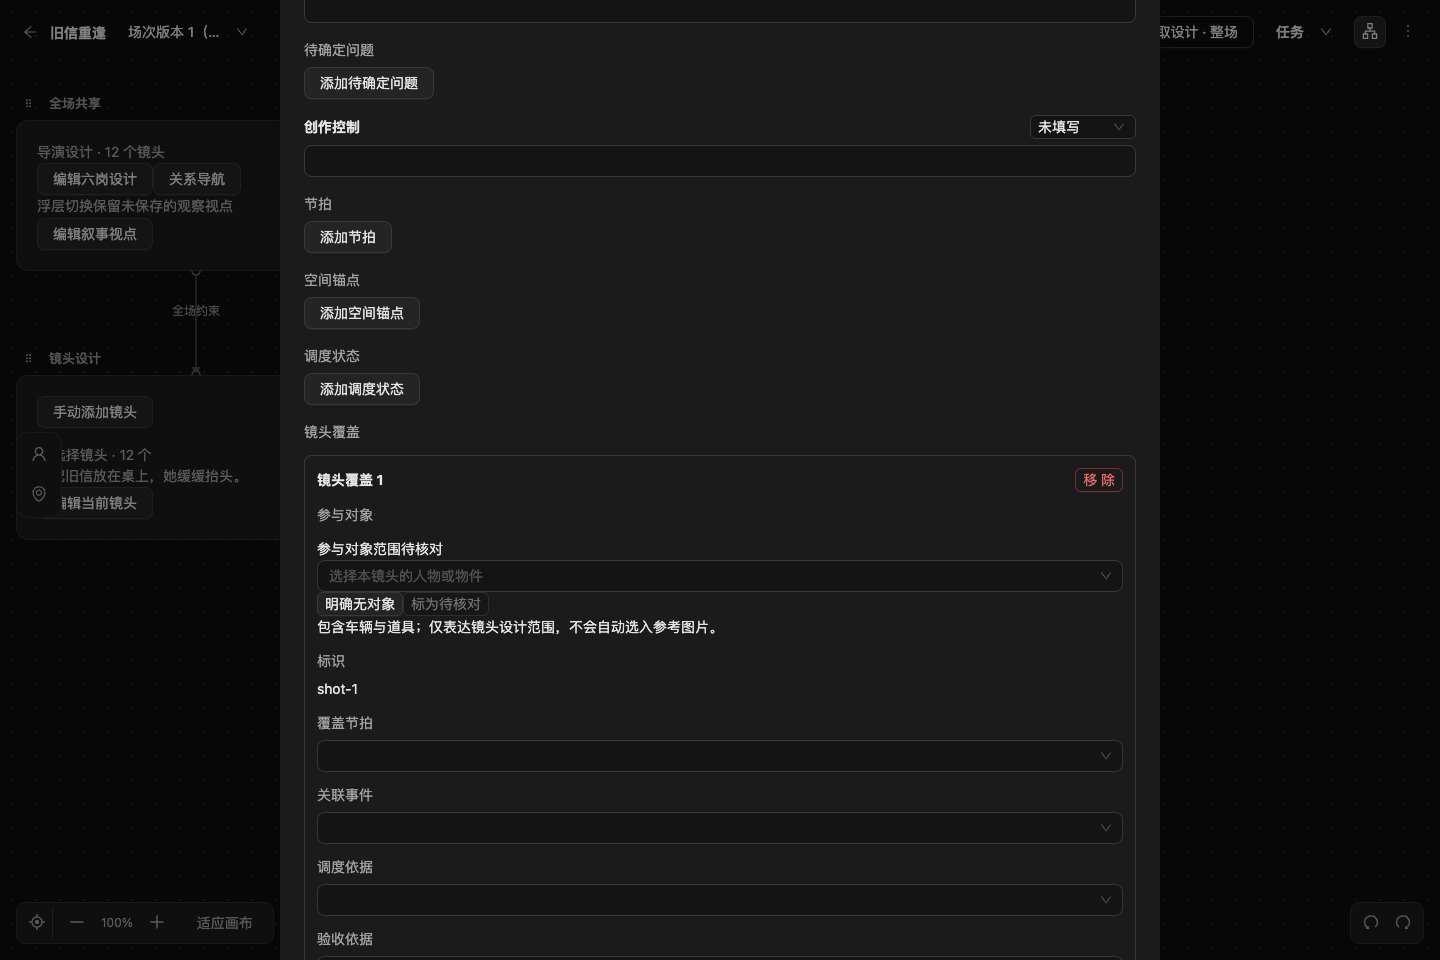 旧信重逢
场次版本 1（...
取设计 · 整场
任务
全场共享
导演设计 · 12 个镜头
编辑六岗设计
关系导航
浮层切换保留未保存的观察视点
编辑叙事视点
全场约束
镜头设计
手动添加镜头
选择镜头 · 12 个
旧信放在桌上，她缓缓抬头。
编辑当前镜头
100%
适应画布
待确定问题
添加待确定问题
创作控制
未填写
节拍
添加节拍
空间锚点
添加空间锚点
调度状态
添加调度状态
镜头覆盖
镜头覆盖 1
移 除
参与对象
参与对象范围待核对
选择本镜头的人物或物件
明确无对象
标为待核对
包含车辆与道具；仅表达镜头设计范围，不会自动选入参考图片。
标识
shot-1
覆盖节拍
关联事件
调度依据
验收依据